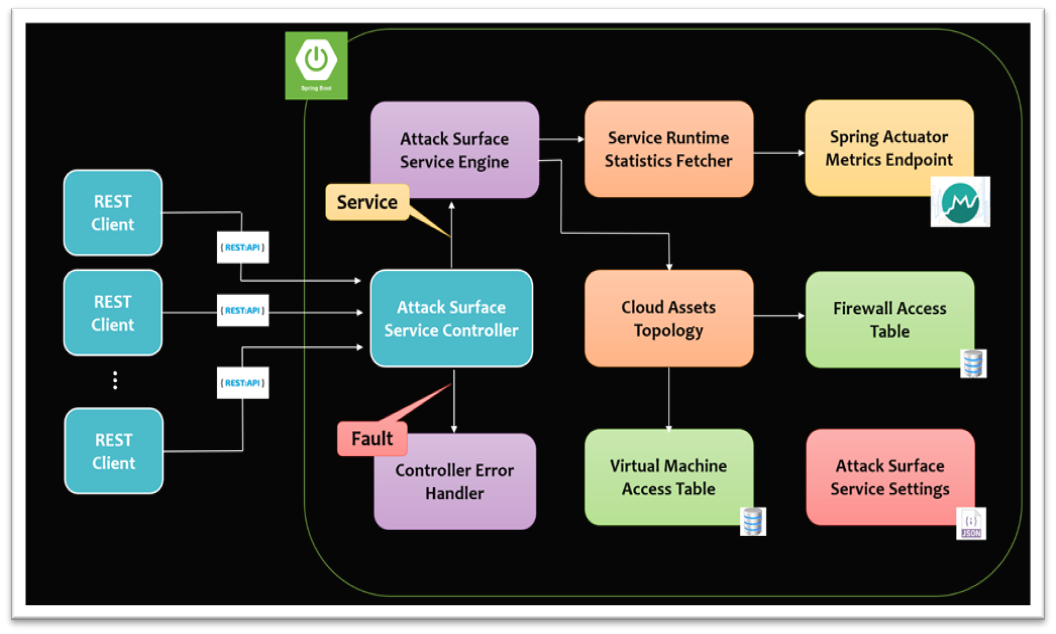 Spring Boot
Attack Surface
Service Engine
Service Runtime
Statistics Fetcher
Spring Actuator
Metrics Endpoint
Service
REST
Client
{ REST:API }
REST
Client
{ REST:API }
Attack Surface
Service Controller
Cloud Assets
Topology
Firewall Access
Table
REST
Client
{ REST:API }
Fault
Controller Error
Handler
Virtual Machine
Access Table
Attack Surface
Service Settings
{;}
JSON